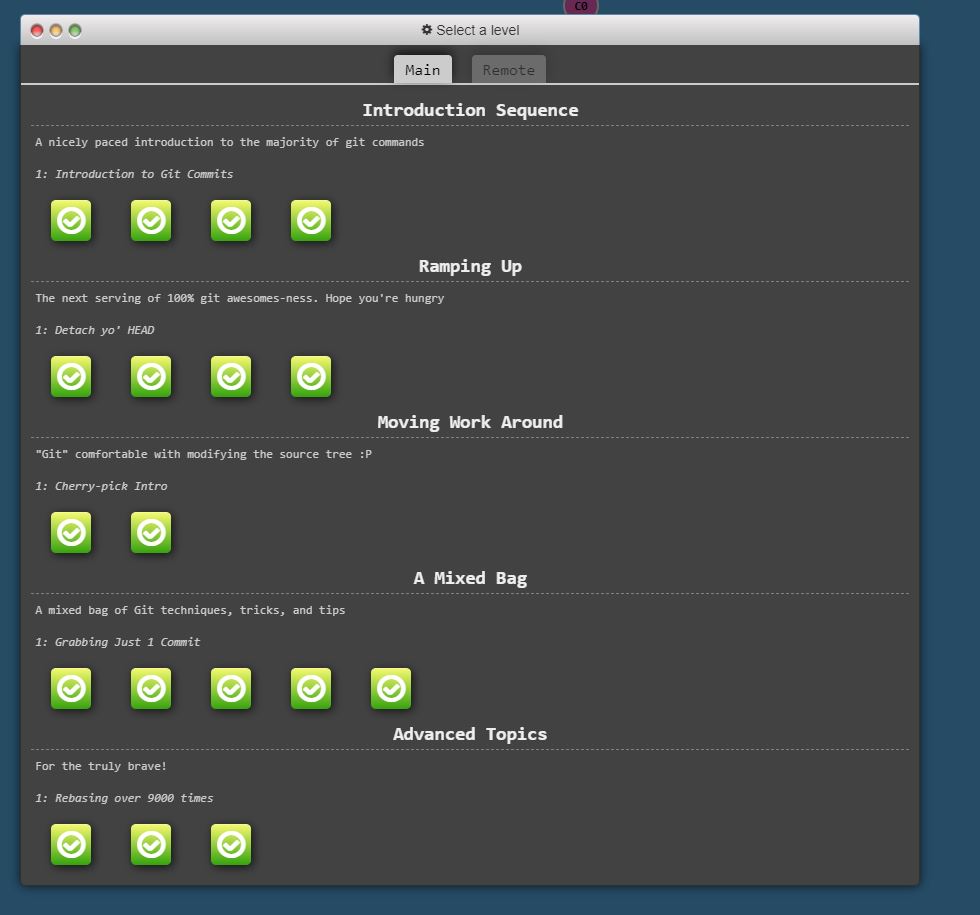 C0
Select a level
Main
Remote
Introduction Sequence
A nicely paced introduction to the majority of git commands
1: Introduction to Git Commits
Ramping Up
The next serving of 100% git awesomes-ness. Hope you're hungry
1: Detach yo' HEAD
Moving Work Around
"Git" comfortable with modifying the source tree :P
1: Cherry-pick Intro
A Mixed Bag
A mixed bag of Git techniques, tricks, and tips
1: Grabbing Just 1 Commit
Advanced Topics
For the truly brave!
1: Rebasing over 9000 times